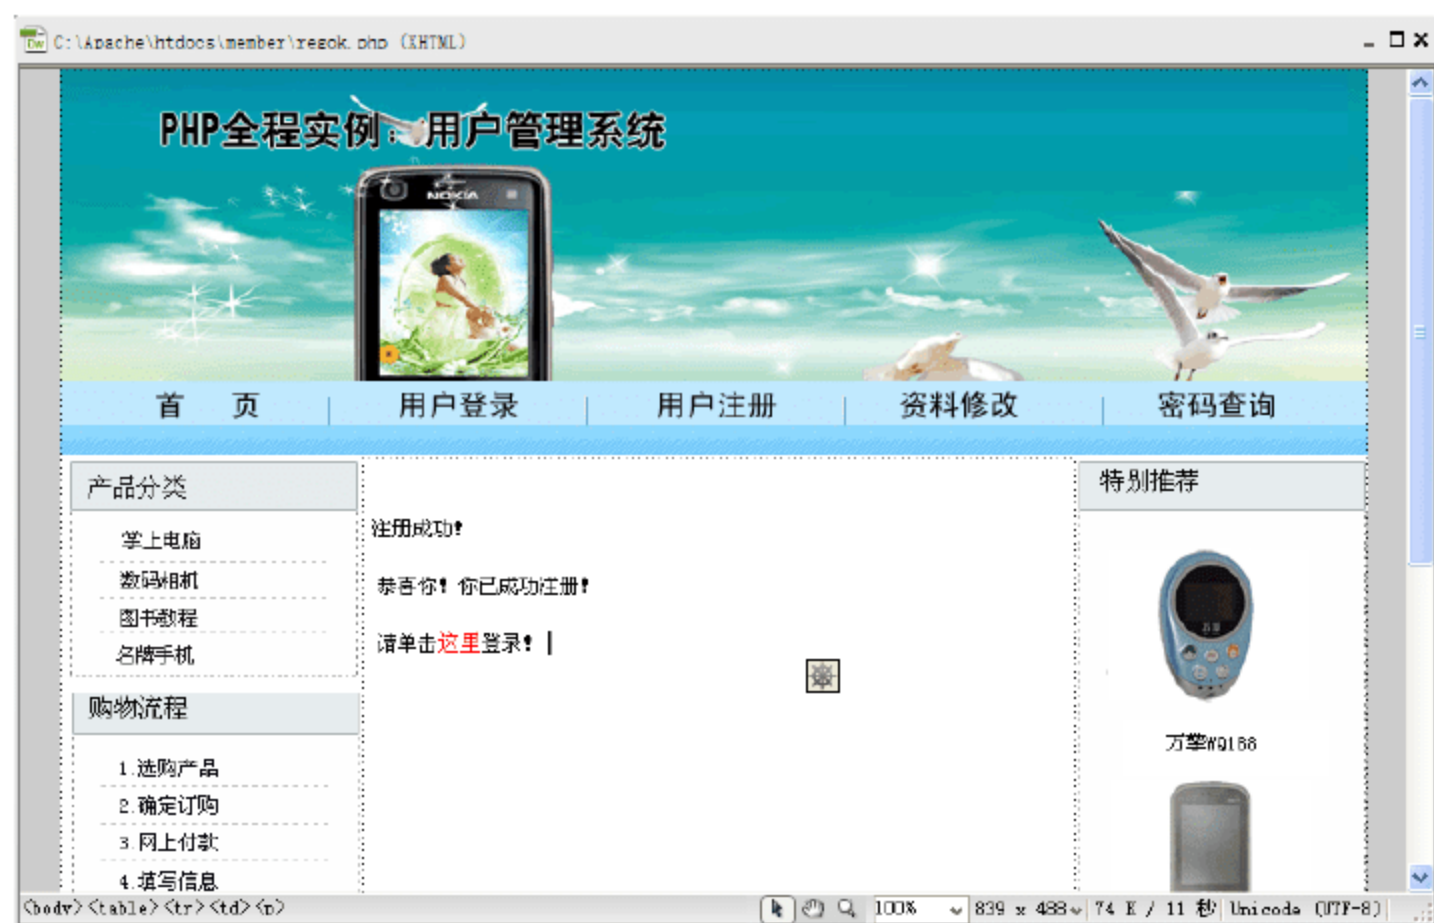 C:\Apache\htdocs\member\regok.php (XHTML)
PHP全程实例：用户管理系统
NOKIA
首 页
用户登录
用户注册
资料修改
密码查询
产品分类
掌上电脑
数码相机
图书教程
名牌手机
购物流程
1.选购产品
2.确定订购
3.网上付款
4.填写信息
注册成功!
恭喜你! 你已成功注册!
请单击这里登录!
特别推荐
万擎WQ188
<body><table><tr><td><p>
100%
839 x 488
74 K / 11 秒
Unicode (UTF-8)